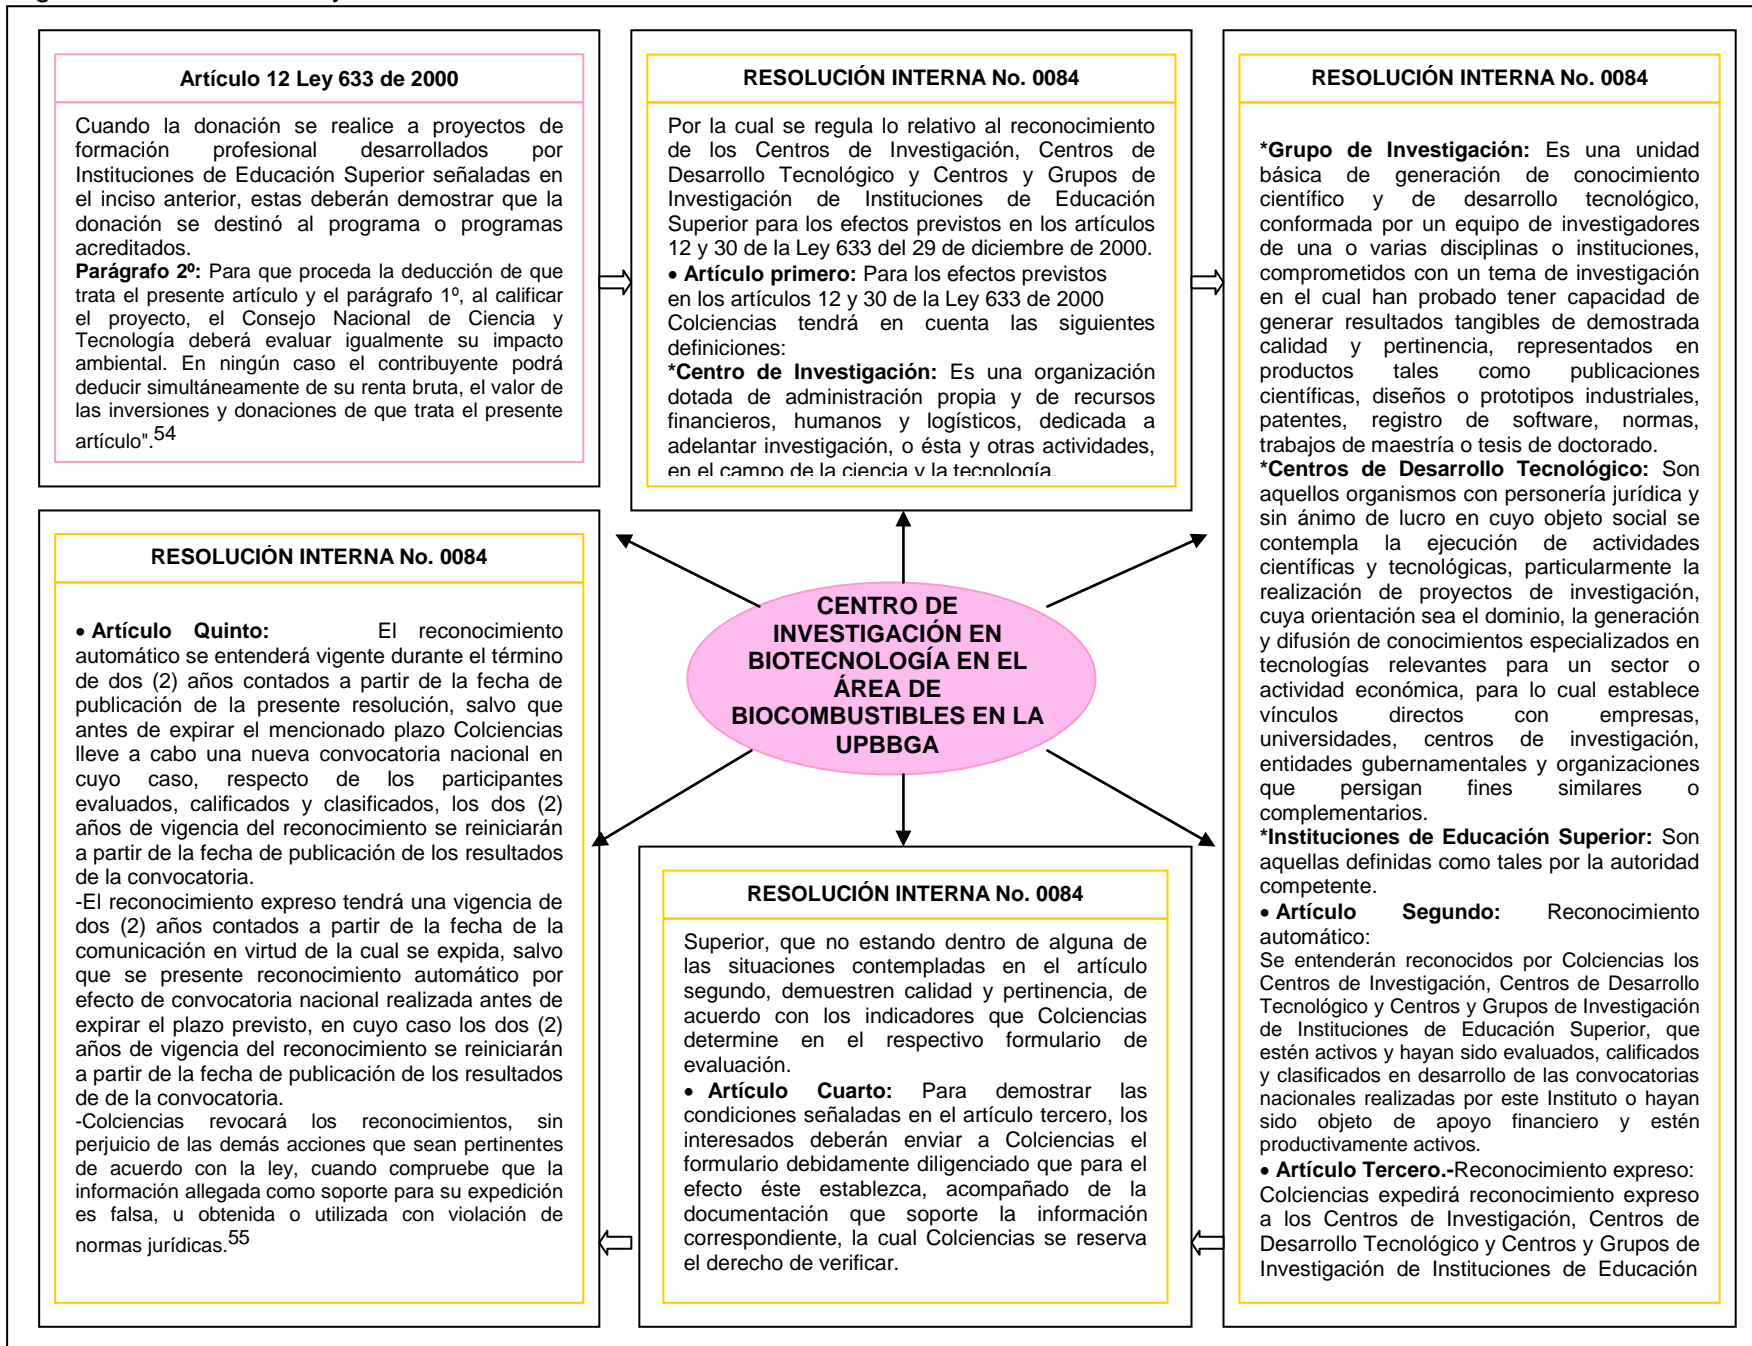 Artículo 12 Ley 633 de 2000
Cuando la donación se realice a proyectos de
formación profesional desarrollados por
Instituciones de Educación Superior señaladas en
el inciso anterior, estas deberán demostrar que la
donación se destinó al programa o programas
acreditados.
Parágrafo 2º: Para que proceda la deducción de que
trata el presente artículo y el parágrafo 1º, al calificar
el proyecto, el Consejo Nacional de Ciencia y
Tecnología deberá evaluar igualmente su impacto
ambiental. En ningún caso el contribuyente podrá
deducir simultáneamente de su renta bruta, el valor de
las inversiones y donaciones de que trata el presente
artículo".54
RESOLUCIÓN INTERNA No. 0084
Por la cual se regula lo relativo al reconocimiento
de los Centros de Investigación, Centros de
Desarrollo Tecnológico y Centros y Grupos de
Investigación de Instituciones de Educación
Superior para los efectos previstos en los artículos
12 y 30 de la Ley 633 del 29 de diciembre de 2000.
• Artículo primero: Para los efectos previstos
en los artículos 12 y 30 de la Ley 633 de 2000
Colciencias tendrá en cuenta las siguientes
definiciones:
*Centro de Investigación: Es una organización
dotada de administración propia y de recursos
financieros, humanos y logísticos, dedicada a
adelantar investigación, o ésta y otras actividades,
en el campo de la ciencia y la tecnología.
RESOLUCIÓN INTERNA No. 0084
*Grupo de Investigación: Es una unidad
básica de generación de conocimiento
científico y de desarrollo tecnológico,
conformada por un equipo de investigadores
de una o varias disciplinas o instituciones,
comprometidos con un tema de investigación
en el cual han probado tener capacidad de
generar resultados tangibles de demostrada
calidad y pertinencia, representados en
productos tales como publicaciones
científicas, diseños o prototipos industriales,
patentes, registro de software, normas,
trabajos de maestría o tesis de doctorado.
*Centros de Desarrollo Tecnológico: Son
aquellos organismos con personería jurídica y
sin ánimo de lucro en cuyo objeto social se
contempla la ejecución de actividades
científicas y tecnológicas, particularmente la
realización de proyectos de investigación,
cuya orientación sea el dominio, la generación
y difusión de conocimientos especializados en
tecnologías relevantes para un sector o
actividad económica, para lo cual establece
vínculos directos con empresas,
universidades, centros de investigación,
entidades gubernamentales y organizaciones
que persigan fines similares o
complementarios.
*Instituciones de Educación Superior: Son
aquellas definidas como tales por la autoridad
competente.
• Artículo Segundo: Reconocimiento
automático:
Se entenderán reconocidos por Colciencias los
Centros de Investigación, Centros de Desarrollo
Tecnológico y Centros y Grupos de Investigación
de Instituciones de Educación Superior, que
estén activos y hayan sido evaluados, calificados
y clasificados en desarrollo de las convocatorias
nacionales realizadas por este Instituto o hayan
sido objeto de apoyo financiero y estén
productivamente activos.
• Artículo Tercero.-Reconocimiento expreso:
Colciencias expedirá reconocimiento expreso
a los Centros de Investigación, Centros de
Desarrollo Tecnológico y Centros y Grupos de
Investigación de Instituciones de Educación
CENTRO DE
INVESTIGACIÓN EN
BIOTECNOLOGÍA EN EL
ÁREA DE
BIOCOMBUSTIBLES EN LA
UPBBGA
RESOLUCIÓN INTERNA No. 0084
Superior, que no estando dentro de alguna de
las situaciones contempladas en el artículo
segundo, demuestren calidad y pertinencia, de
acuerdo con los indicadores que Colciencias
determine en el respectivo formulario de
evaluación.
• Artículo Cuarto: Para demostrar las
condiciones señaladas en el artículo tercero, los
interesados deberán enviar a Colciencias el
formulario debidamente diligenciado que para el
efecto éste establezca, acompañado de la
documentación que soporte la información
correspondiente, la cual Colciencias se reserva
el derecho de verificar.
RESOLUCIÓN INTERNA No. 0084
• Artículo Quinto: El reconocimiento
automático se entenderá vigente durante el término
de dos (2) años contados a partir de la fecha de
publicación de la presente resolución, salvo que
antes de expirar el mencionado plazo Colciencias
lleve a cabo una nueva convocatoria nacional en
cuyo caso, respecto de los participantes
evaluados, calificados y clasificados, los dos (2)
años de vigencia del reconocimiento se reiniciarán
a partir de la fecha de publicación de los resultados
de la convocatoria.
-El reconocimiento expreso tendrá una vigencia de
dos (2) años contados a partir de la fecha de la
comunicación en virtud de la cual se expida, salvo
que se presente reconocimiento automático por
efecto de convocatoria nacional realizada antes de
expirar el plazo previsto, en cuyo caso los dos (2)
años de vigencia del reconocimiento se reiniciarán
a partir de la fecha de publicación de los resultados
de de la convocatoria.
-Colciencias revocará los reconocimientos, sin
perjuicio de las demás acciones que sean pertinentes
de acuerdo con la ley, cuando compruebe que la
información allegada como soporte para su expedición
es falsa, u obtenida o utilizada con violación de
normas jurídicas.55